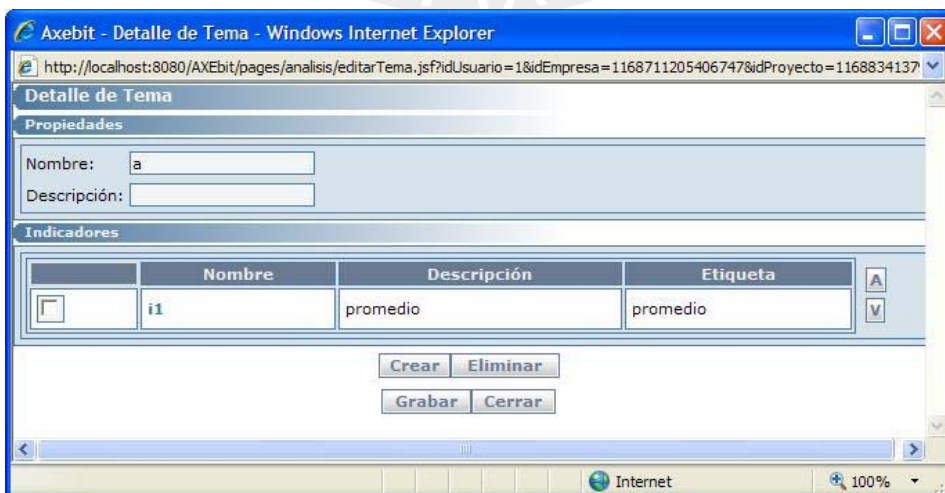 Axebit - Detalle de Tema - Windows Internet Explorer
http://localhost:8080/AXEbit/pages/analisis/editarTema.jsf?idUsuario=1&idEmpresa=1168711205406747&idProyecto=116883413
Detalle de Tema
Propiedades
Nombre: a
Descripción:
Indicadores
Nombre Descripción Etiqueta
i1 promedio promedio
A
V
Crear Eliminar
Grabar Cerrar
Internet 100%